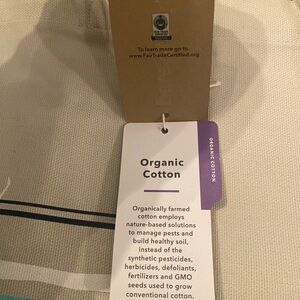 To learn more go to
www.FairTradeCertified.org
ORGANIC COTTON
Organic
Cotton
Organically farmed
cotton employs
nature-based solutions
to manage pests and
build healthy soil,
instead of the
synthetic pesticides,
herbicides, defoliants,
fertilizers and GMO
seeds used to grow
conventional cotton.